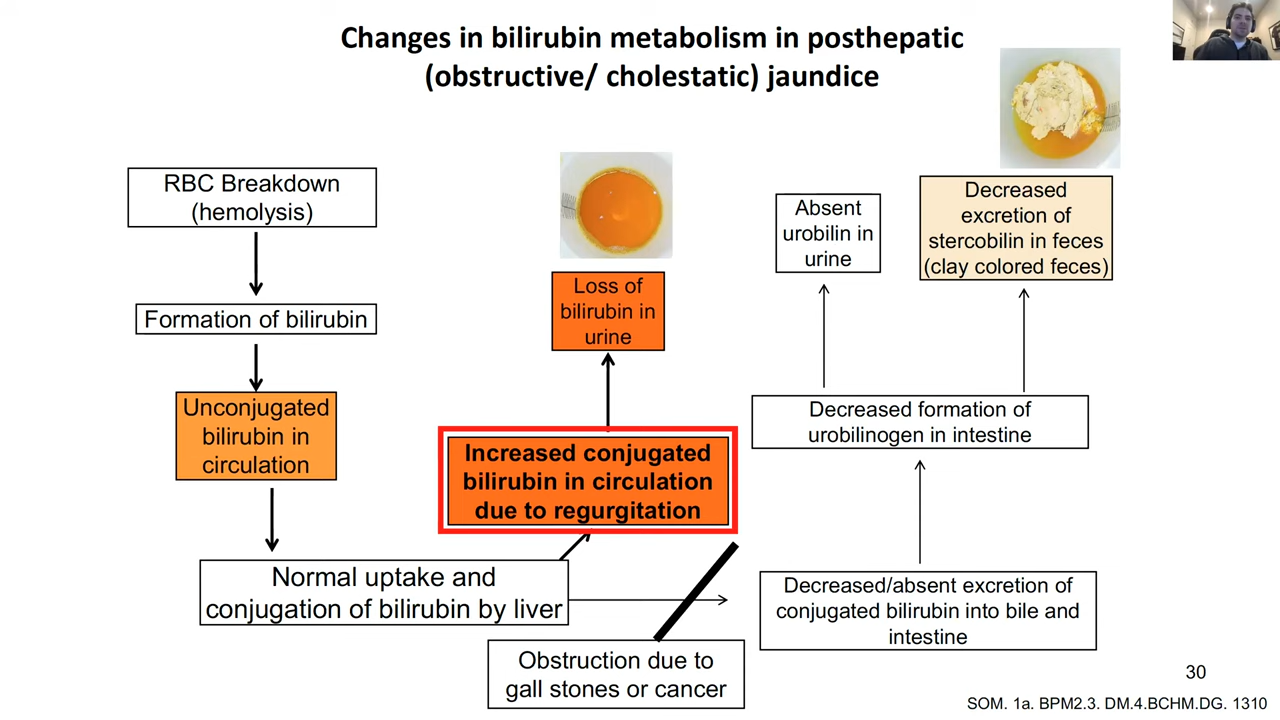 Changes in bilirubin metabolism in posthepatic
(obstructive/ cholestatic) jaundice
RBC Breakdown
(hemolysis)
Formation of bilirubin
Unconjugated
bilirubin in
circulation
Normal uptake and
conjugation of bilirubin by liver
Loss of
bilirubin in
urine
Increased conjugated
bilirubin in circulation
due to regurgitation
Obstruction due to
gall stones or cancer
Absent
urobilin in
urine
Decreased
excretion of
stercobilin in feces
(clay colored feces)
Decreased formation of
urobilinogen in intestine
Decreased/absent excretion of
conjugated bilirubin into bile and
intestine
30
SOM. 1a. BPM2.3. DM.4.BCHM.DG. 1310